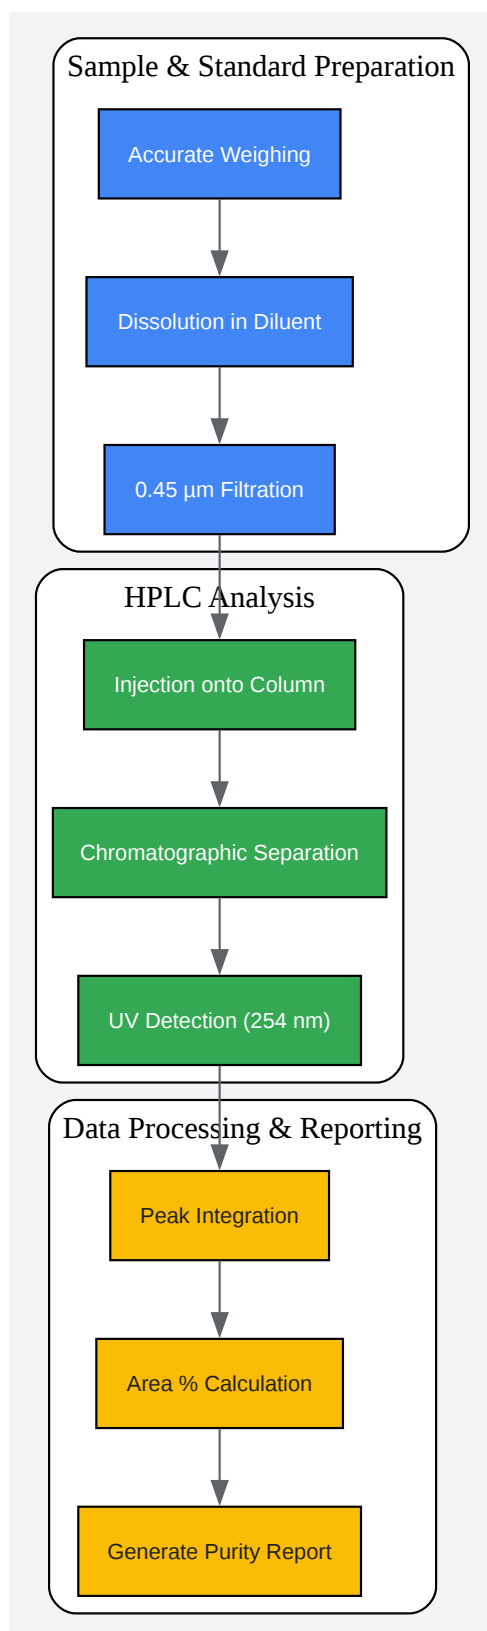 Sample & Standard Preparation
Accurate Weighing
Dissolution in Diluent
0.45 µm Filtration
HPLC Analysis
Injection onto Column
Chromatographic Separation
UV Detection (254 nm)
Data Processing & Reporting
Peak Integration
Area % Calculation
Generate Purity Report